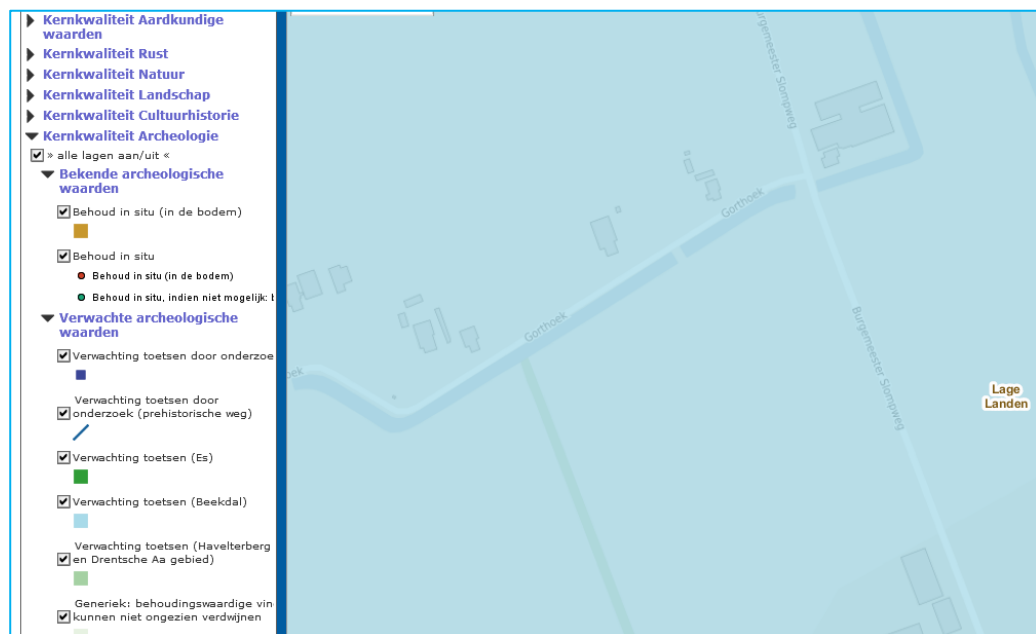 Kernkwaliteit Aardkundige
waarden
Kernkwaliteit Rust
Kernkwaliteit Natuur
Kernkwaliteit Landschap
Kernkwaliteit Cultuurhistorie
Kernkwaliteit Archeologie
» alle lagen aan/uit «
Bekende archeologische
waarden
Behoud in situ (in de bodem)
Behoud in situ
Behoud in situ (in de bodem)
Behoud in situ, indien niet mogelijk:
Verwachte archeologische
waarden
Verwachting toetsen door onderzoe
Verwachting toetsen door
onderzoek (prehistorische weg)
Verwachting toetsen (Es)
Verwachting toetsen (Beekdal)
Verwachting toetsen (Havelterberg
en Drentsche Aa gebied)
Generiek: behoudingswaardige vin
kunnen niet ongezien verdwijnen
Burgemeester Slompweg
Gorthoek
Gorthoek
oek
Burgemeester Slompweg
Lage
Landen